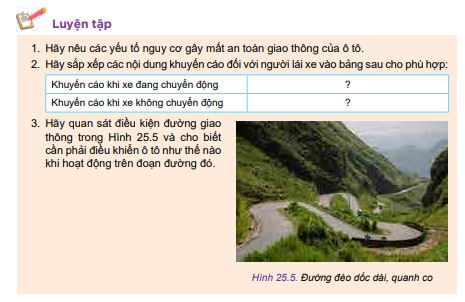 Luyện tập
1. Hãy nêu các yếu tố nguy cơ gây mất an toàn giao thông của ô tô.
2. Hãy sắp xếp các nội dung khuyến cáo đối với người lái xe vào bảng sau cho phù hợp:
Khuyến cáo khi xe đang chuyển động ?
Khuyến cáo khi xe không chuyển động ?
3. Hãy quan sát điều kiện đường giao
thông trong Hình 25.5 và cho biết
cần phải điều khiển ô tô như thế nào
khi hoạt động trên đoạn đường đó.
Hình 25.5. Đường đèo dốc dài, quanh co